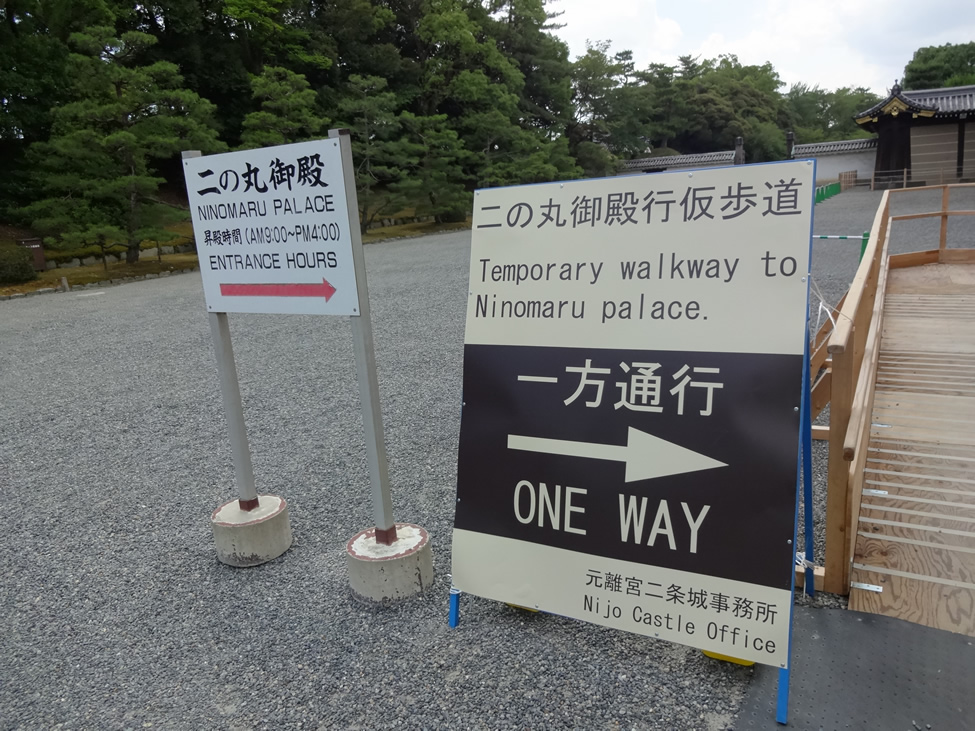 二の丸御殿
NINOMARU PALACE
昇殿時間(AM9:00~PM4:00)
ENTRANCE HOURS
二の丸御殿行仮歩道
Temporary walkway to
Ninomaru palace.
一方通行
ONE WAY
元離宮二条城事務所
Nijo Castle Office